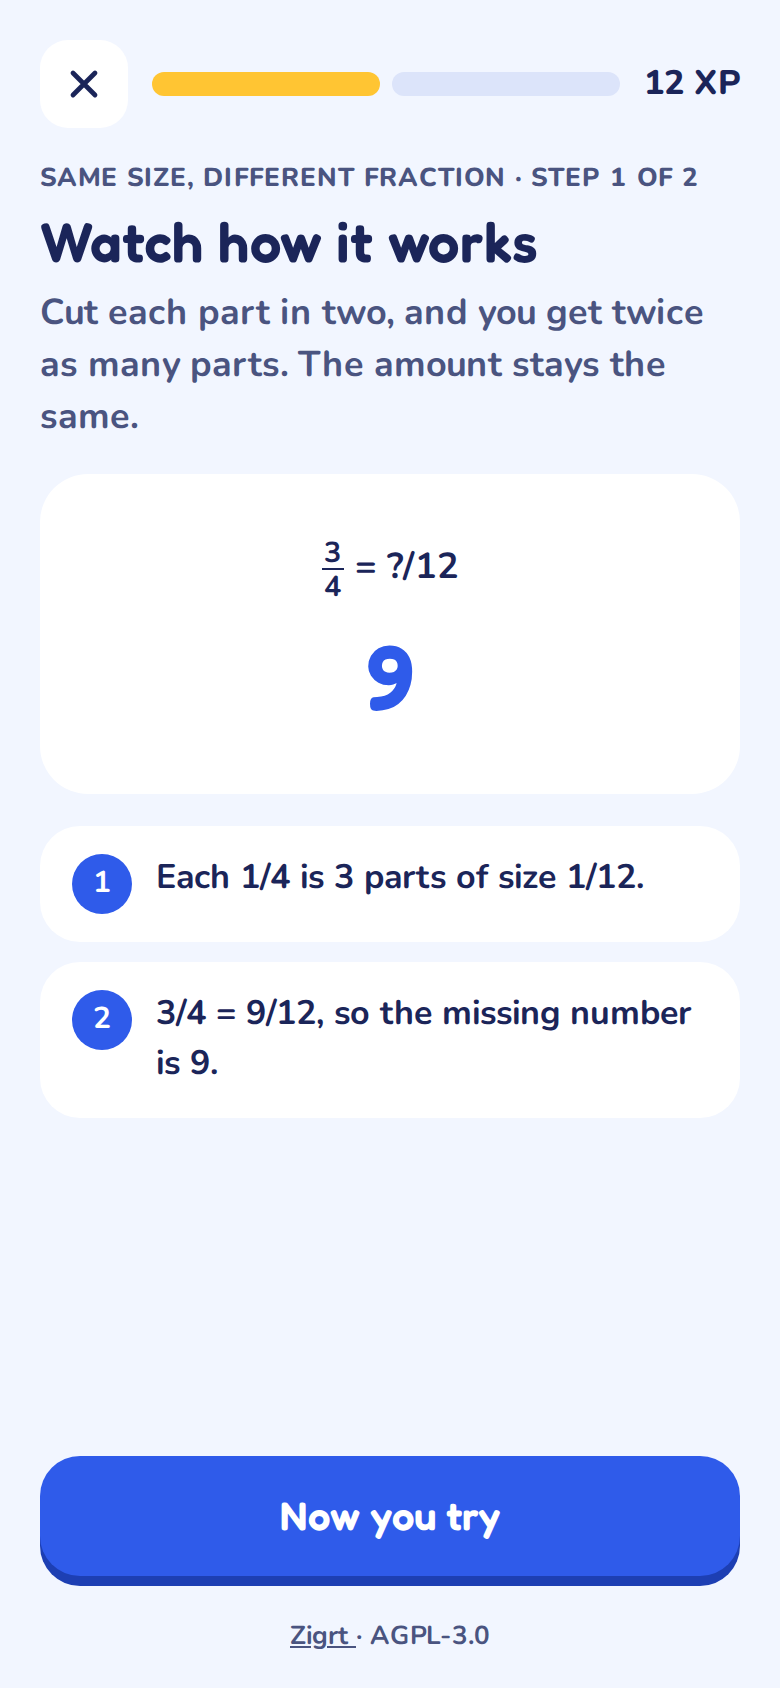 12 XP
SAME SIZE, DIFFERENT FRACTION · STEP 1 OF 2
Watch how it works
Cut each part in two, and you get twice
as many parts. The amount stays the
same.
3/4 = ?/12
9
1 Each 1/4 is 3 parts of size 1/12.
2 3/4 = 9/12, so the missing number
is 9.
Now you try
Zigrt · AGPL-3.0